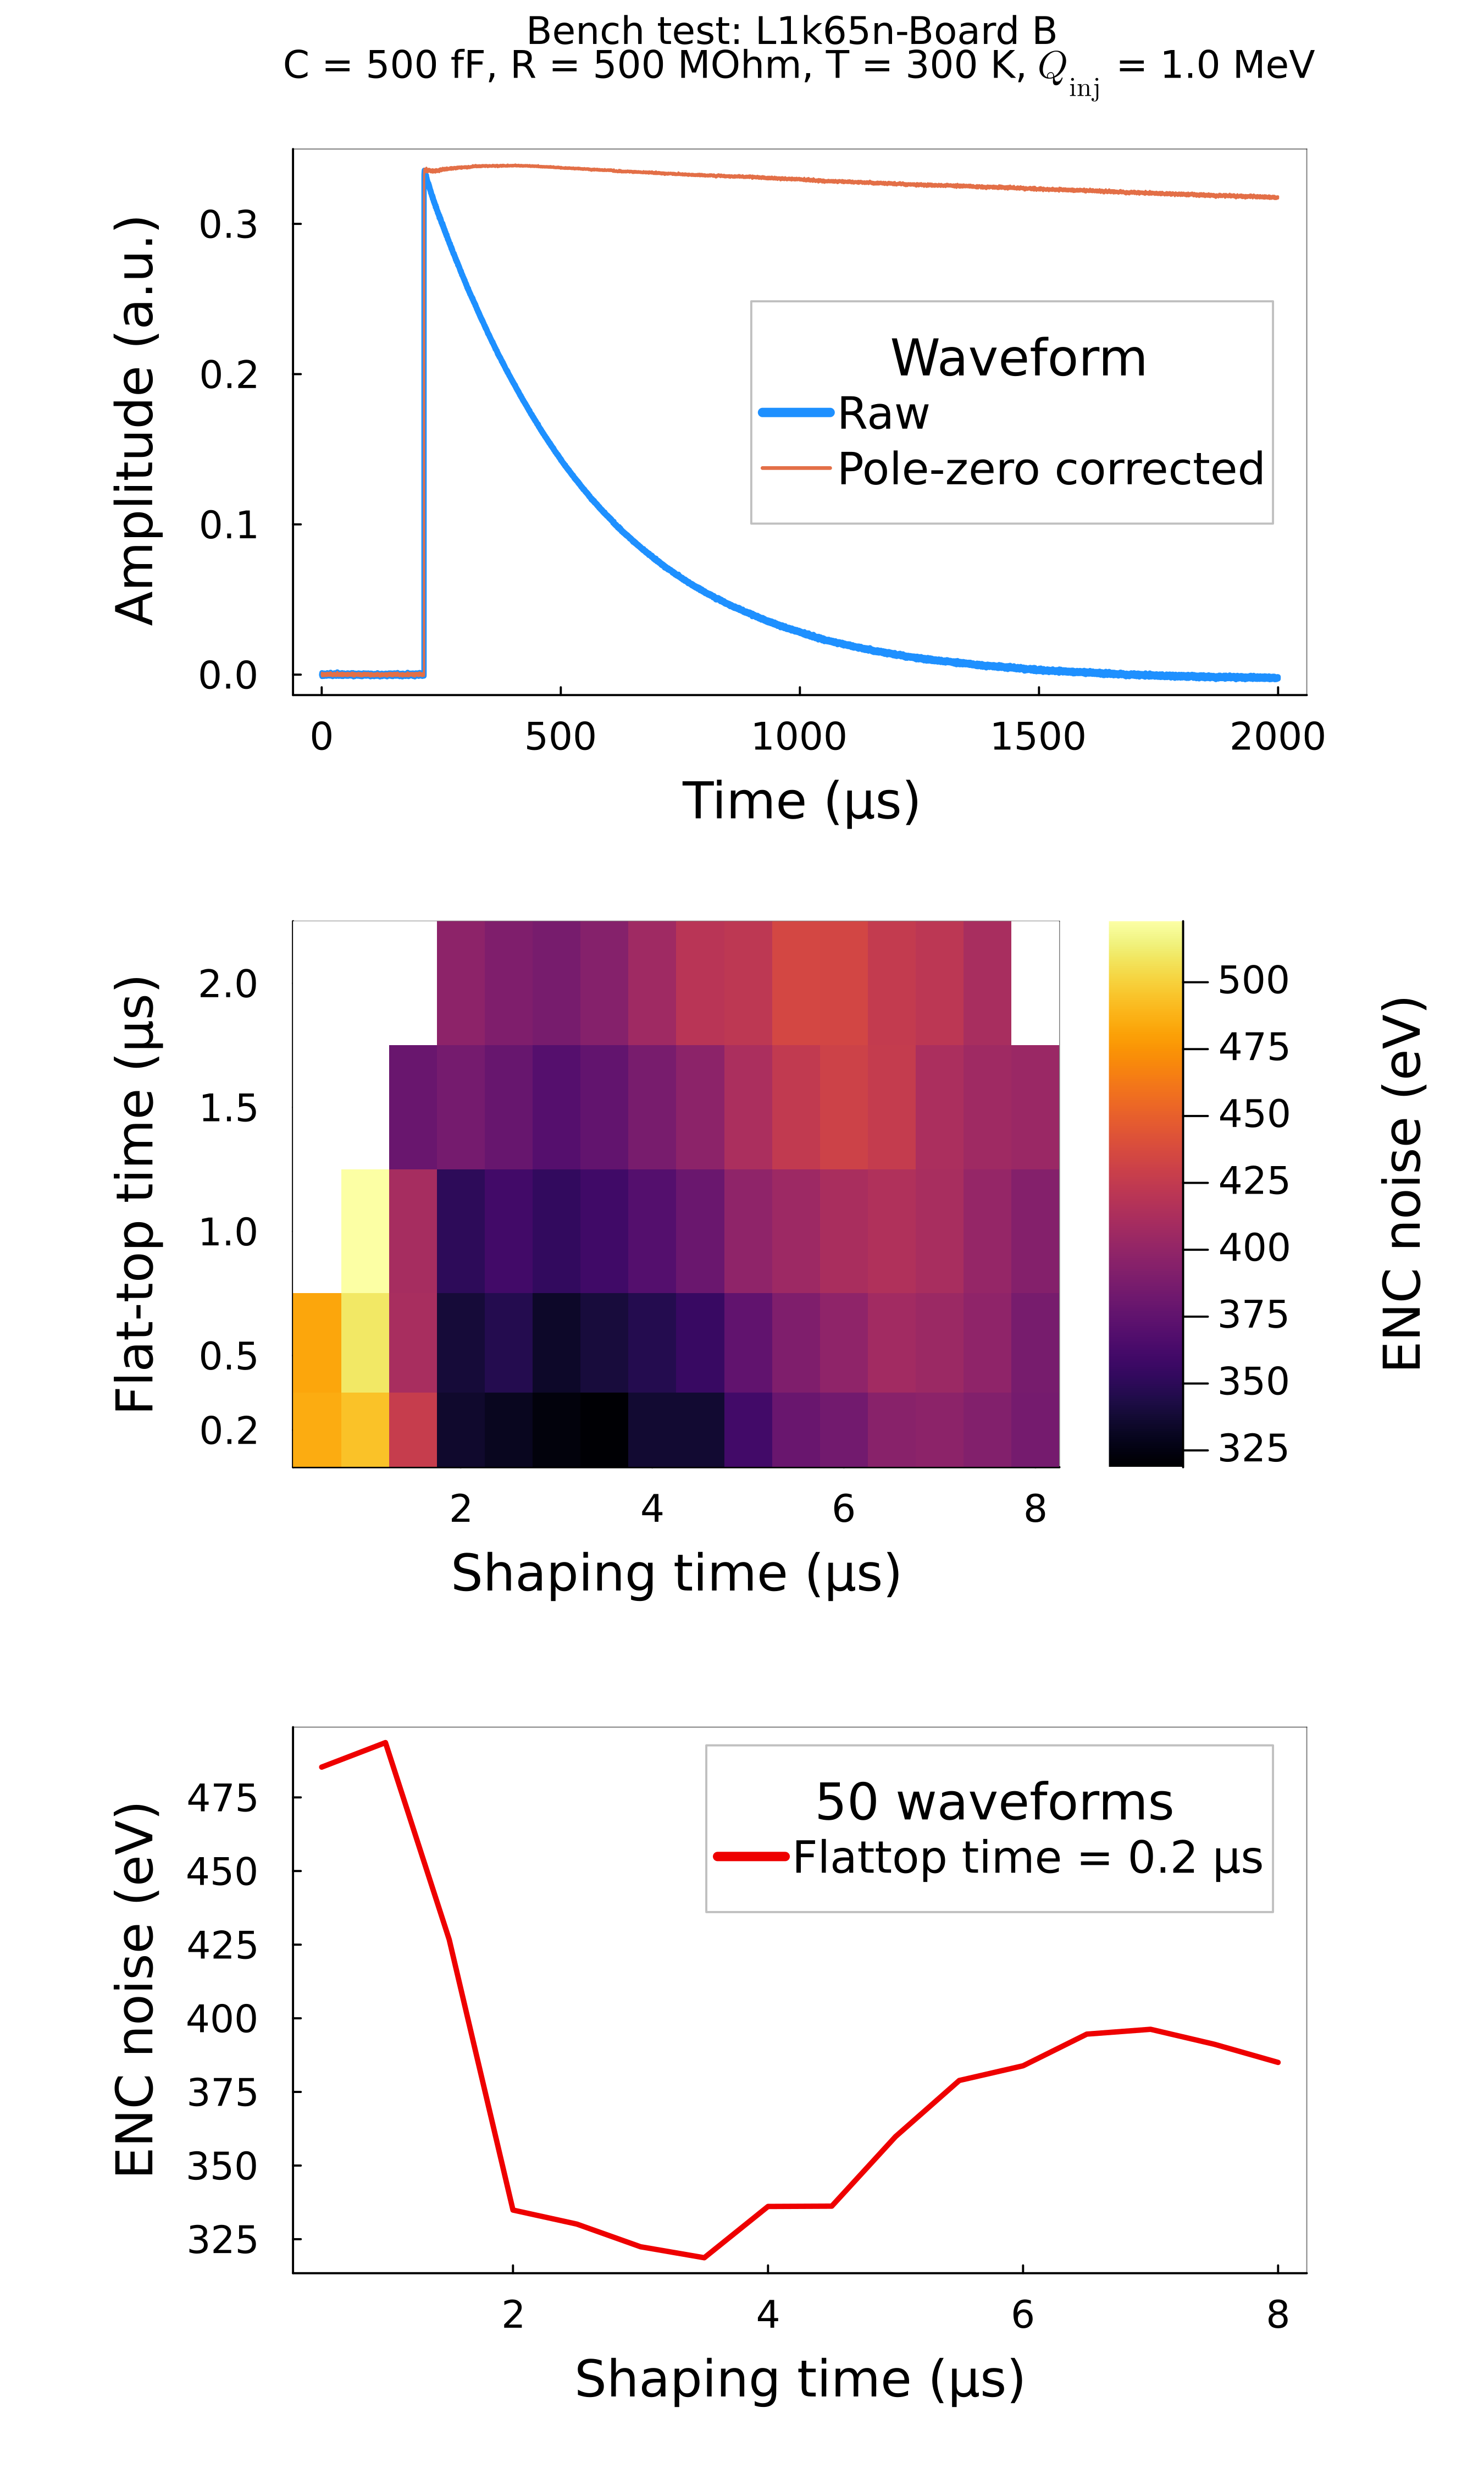 Bench test: L1k65n-Board B
C = 500 fF, R = 500 MOhm, T = 300 K, Q_inj = 1.0 MeV
Amplitude (a.u.)
0.3
0.2
0.1
0.0
Waveform
Raw
Pole-zero corrected
0 500 1000 1500 2000
Time (μs)
Flat-top time (μs)
2.0
1.5
1.0
0.5
0.2
2 4 6 8
Shaping time (μs)
500
475
450
425
400
375
350
325
ENC noise (eV)
ENC noise (eV)
475
450
425
400
375
350
325
50 waveforms
Flattop time = 0.2 μs
2 4 6 8
Shaping time (μs)